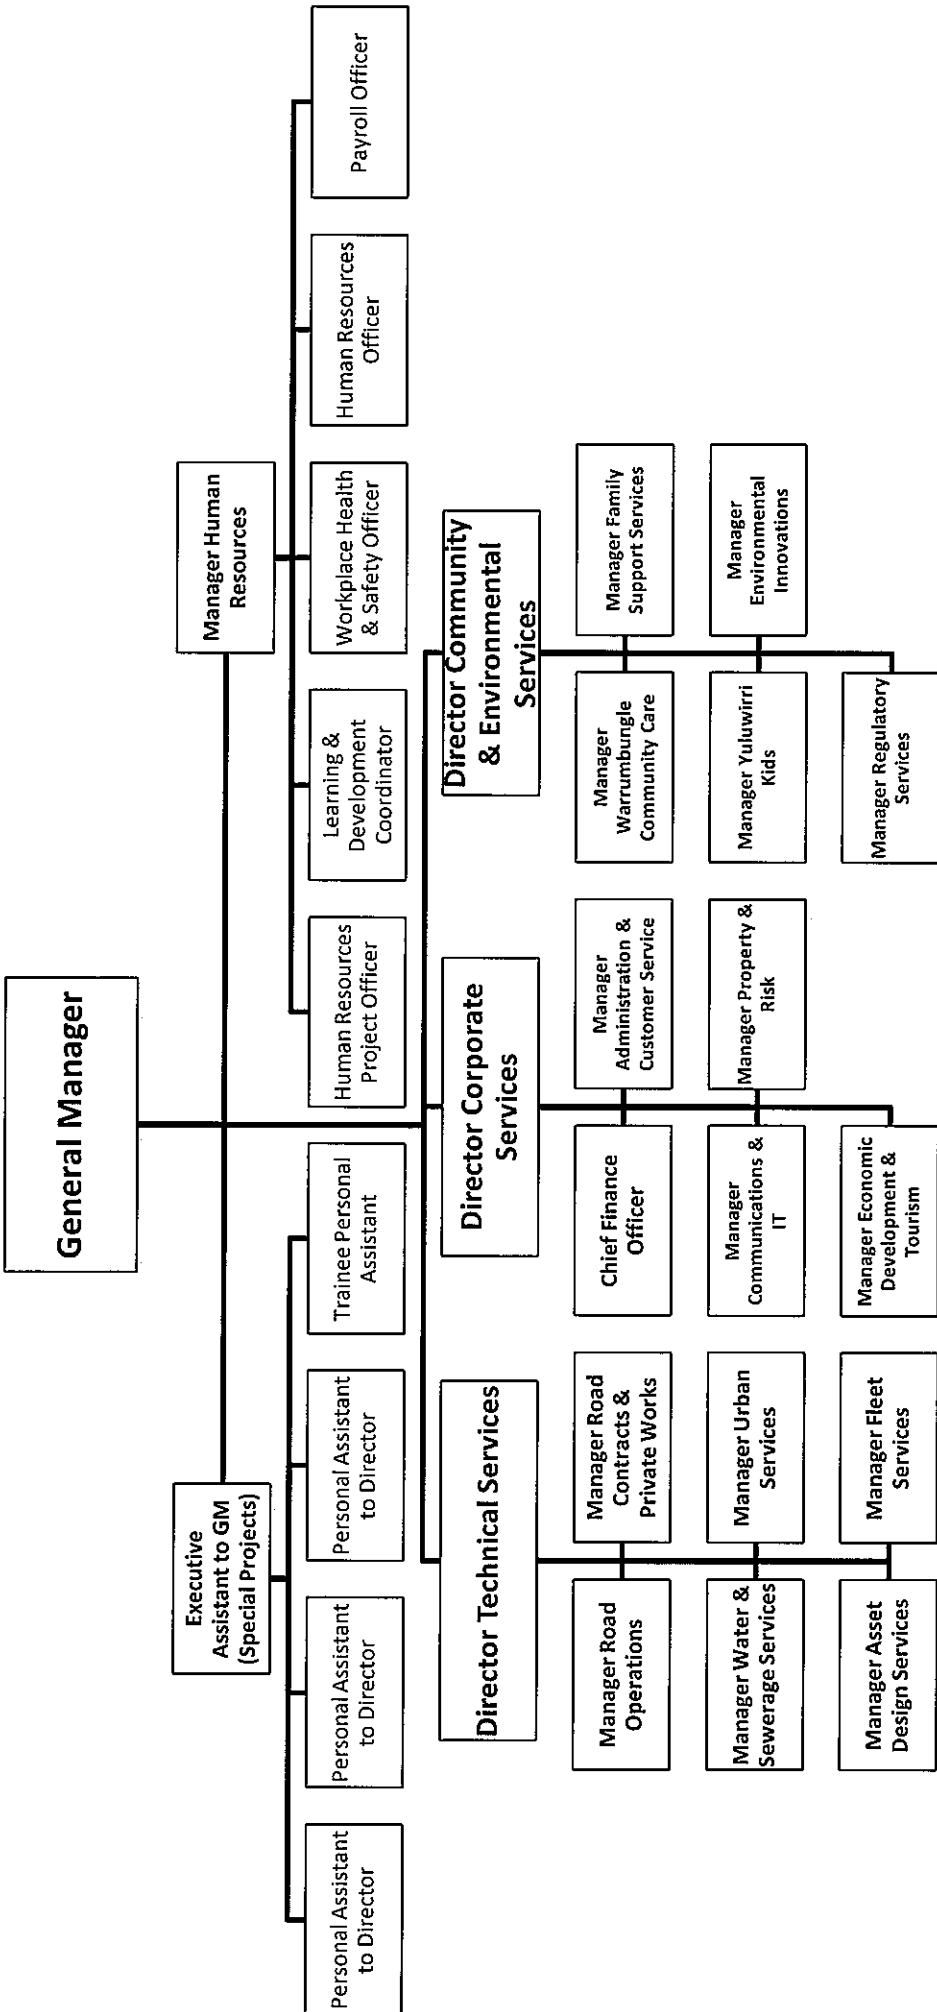 General Manager
Executive
Assistant to GM
(Special Projects)
Manager Human
Resources
Personal Assistant
to Director
Personal Assistant
to Director
Personal Assistant
to Director
Trainee Personal
Assistant
Human Resources
Project Officer
Learning &
Development
Coordinator
Workplace Health
& Safety Officer
Human Resources
Officer
Payroll Officer
Director Technical Services
Director Corporate
Services
Director Community
& Environmental
Services
Manager Road
Operations
Manager Road
Contracts &
Private Works
Chief Finance
Officer
Manager
Administration &
Customer Service
Manager
Warrumbungle
Community Care
Manager Family
Support Services
Manager Water &
Sewerage Services
Manager Urban
Services
Manager
Communications &
IT
Manager Property &
Risk
Manager Yuluwirri
Kids
Manager
Environmental
Innovations
Manager Asset
Design Services
Manager Fleet
Services
Manager Economic
Development &
Tourism
Manager Regulatory
Services